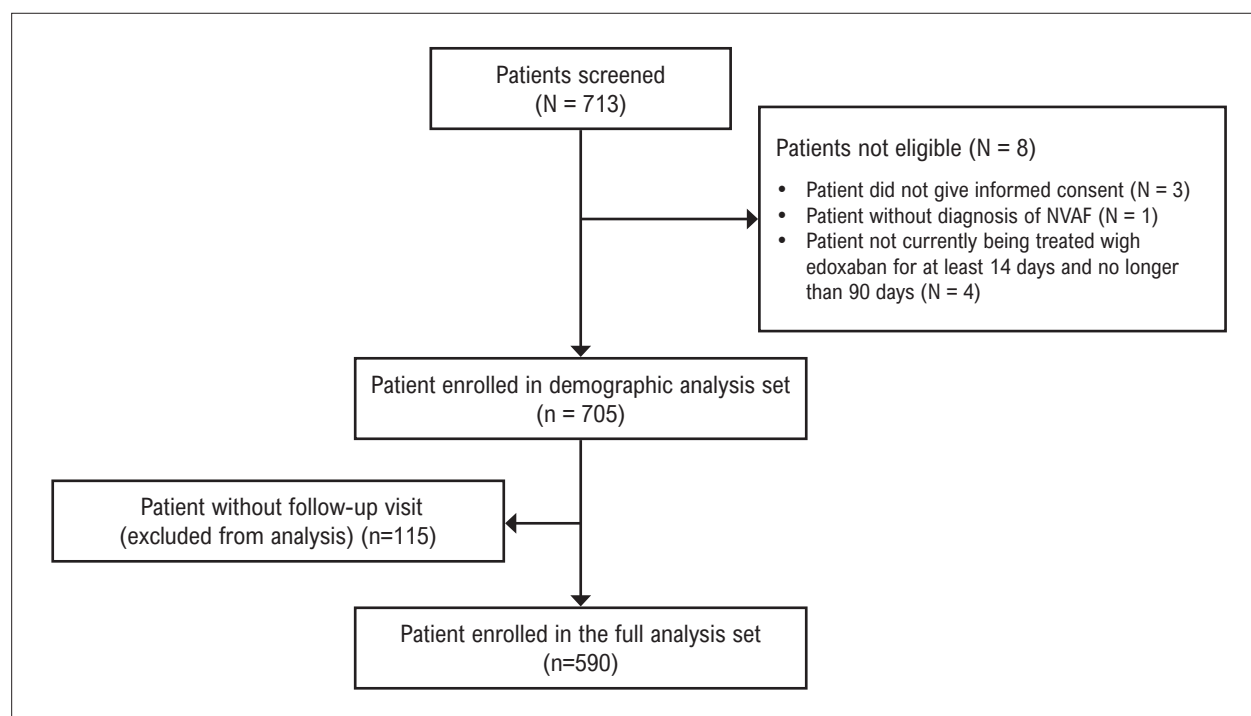 Patients screened
(N = 713)
Patients not eligible (N = 8)
• Patient did not give informed consent (N = 3)
• Patient without diagnosis of NVAF (N = 1)
• Patient not currently being treated wigh
edoxaban for at least 14 days and no longer
than 90 days (N = 4)
Patient enrolled in demographic analysis set
(n = 705)
Patient without follow-up visit
(excluded from analysis) (n=115)
Patient enrolled in the full analysis set
(n=590)